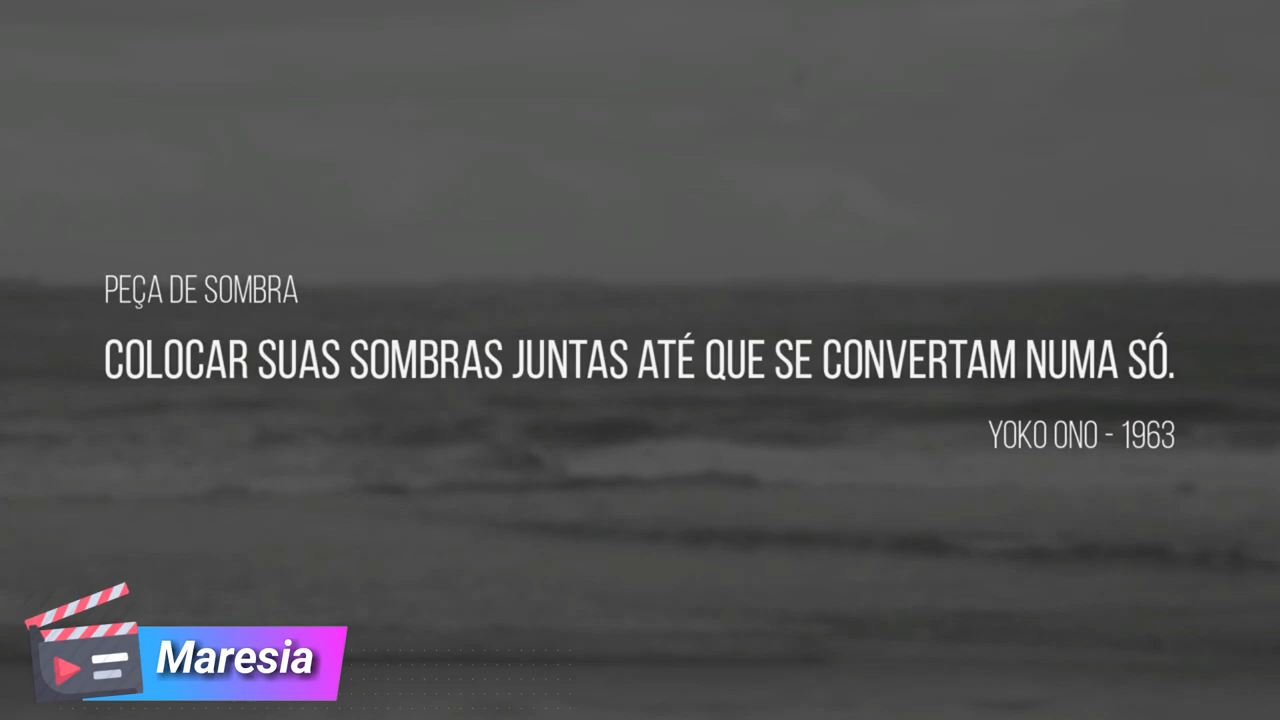 PEÇA DE SOMBRA
COLOCAR SUAS SOMBRAS JUNTAS ATÉ QUE SE CONVERTAM NUMA SÓ.
YOKO ONO - 1963
Maresia